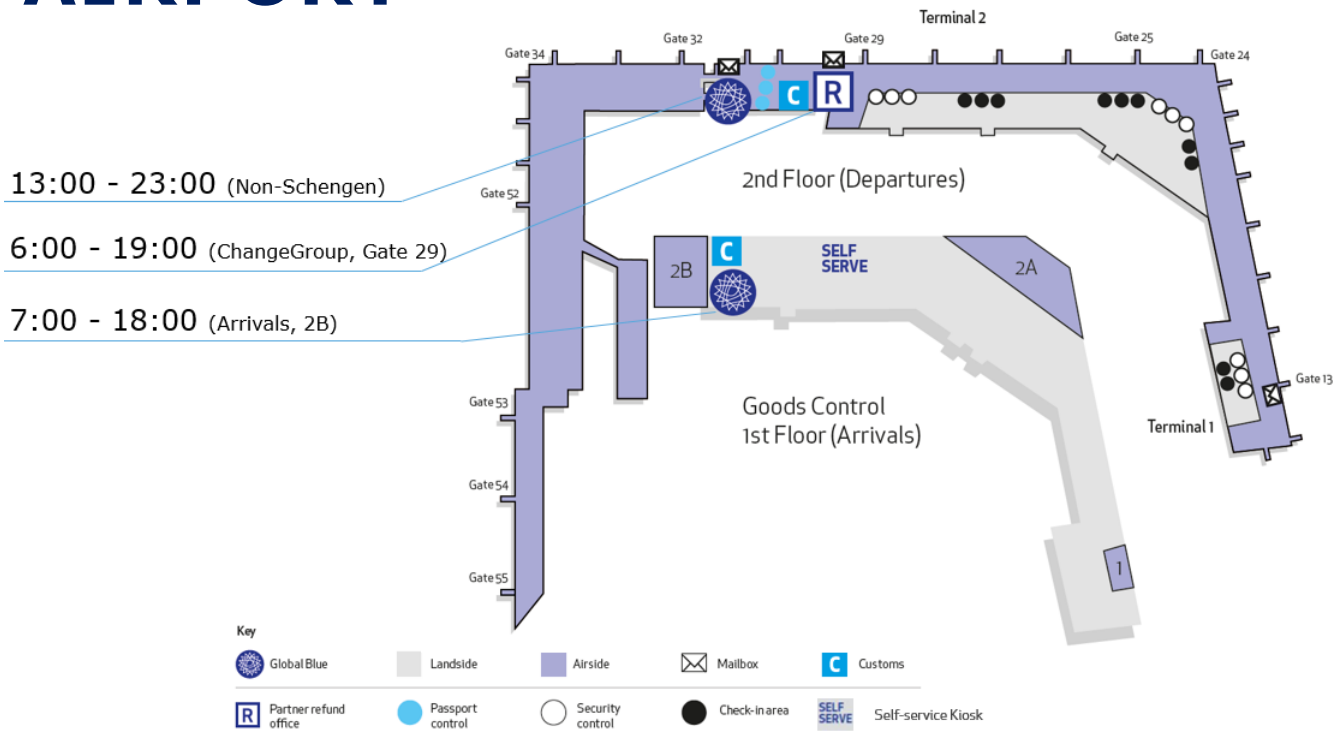 AIRPORT
Terminal 2
Gate 34
Gate 32
Gate 29
Gate 25
Gate 24
C
R
13:00 - 23:00 (Non-Schengen)
Gate 52
2nd Floor (Departures)
6:00 - 19:00 (ChangeGroup, Gate 29)
2B
C
SELF
SERVE
2A
7:00 - 18:00 (Arrivals, 2B)
Gate 13
Gate 53
Goods Control
1st Floor (Arrivals)
Terminal 1
Gate 54
1
Gate 55
Key
Global Blue
Landside
Airside
Mailbox
C Customs
R Partner refund
office
Passport
control
Security
control
Check-in area
SELF
SERVE
Self-service Kiosk